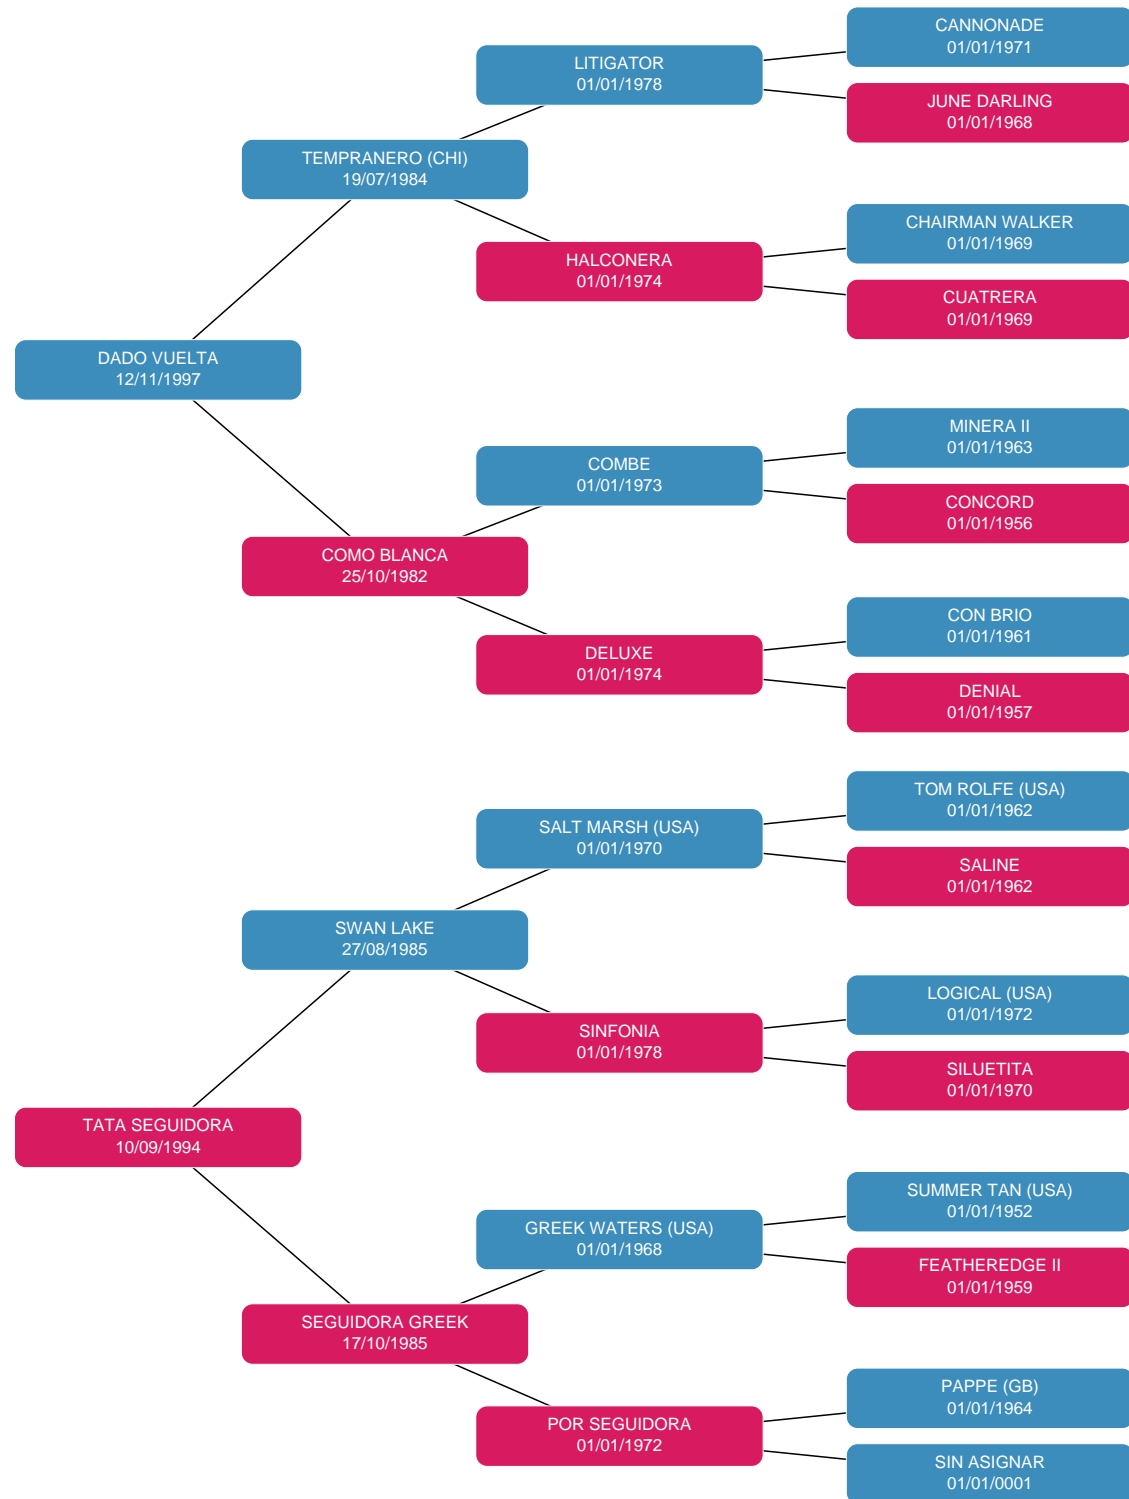 CANNONADE
01/01/1971
LITIGATOR
01/01/1978
JUNE DARLING
01/01/1968
TEMPRANERO (CHI)
19/07/1984
CHAIRMAN WALKER
01/01/1969
HALCONERA
01/01/1974
CUATRERA
01/01/1969
DADO VUELTA
12/11/1997
MINERA II
01/01/1963
COMBE
01/01/1973
CONCORD
01/01/1956
COMO BLANCA
25/10/1982
CON BRIO
01/01/1961
DELUXE
01/01/1974
DENIAL
01/01/1957
TOM ROLFE (USA)
01/01/1962
SALT MARSH (USA)
01/01/1970
SALINE
01/01/1962
SWAN LAKE
27/08/1985
LOGICAL (USA)
01/01/1972
SINFONIA
01/01/1978
SILUETITA
01/01/1970
TATA SEGUIDORA
10/09/1994
SUMMER TAN (USA)
01/01/1952
GREEK WATERS (USA)
01/01/1968
FEATHEREDGE II
01/01/1959
SEGUIDORA GREEK
17/10/1985
PAPPE (GB)
01/01/1964
POR SEGUIDORA
01/01/1972
SIN ASIGNAR
01/01/0001